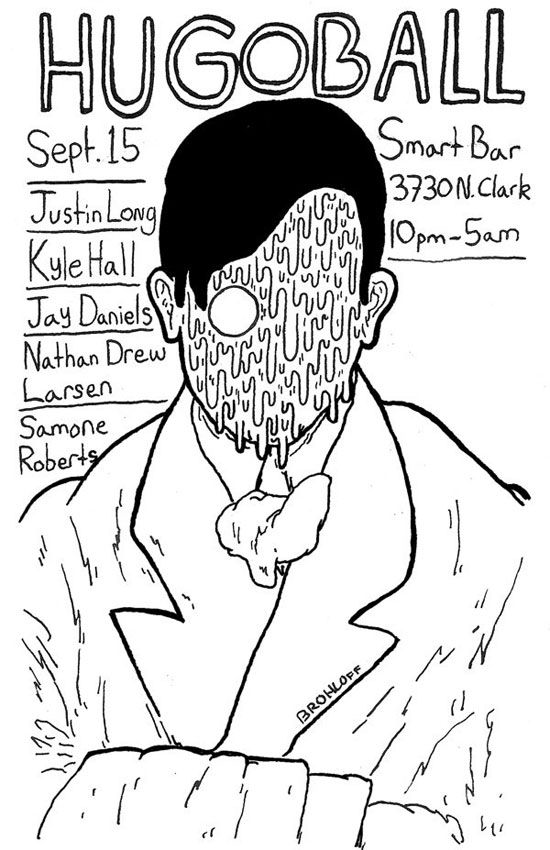 HUGOBALL
Sept. 15
Justin Long
Kyle Hall
Jay Daniels
Nathan Drew
Larsen
Samone
Roberts
Smart Bar
3730 N. Clark
10pm-5am
BROHLOFF